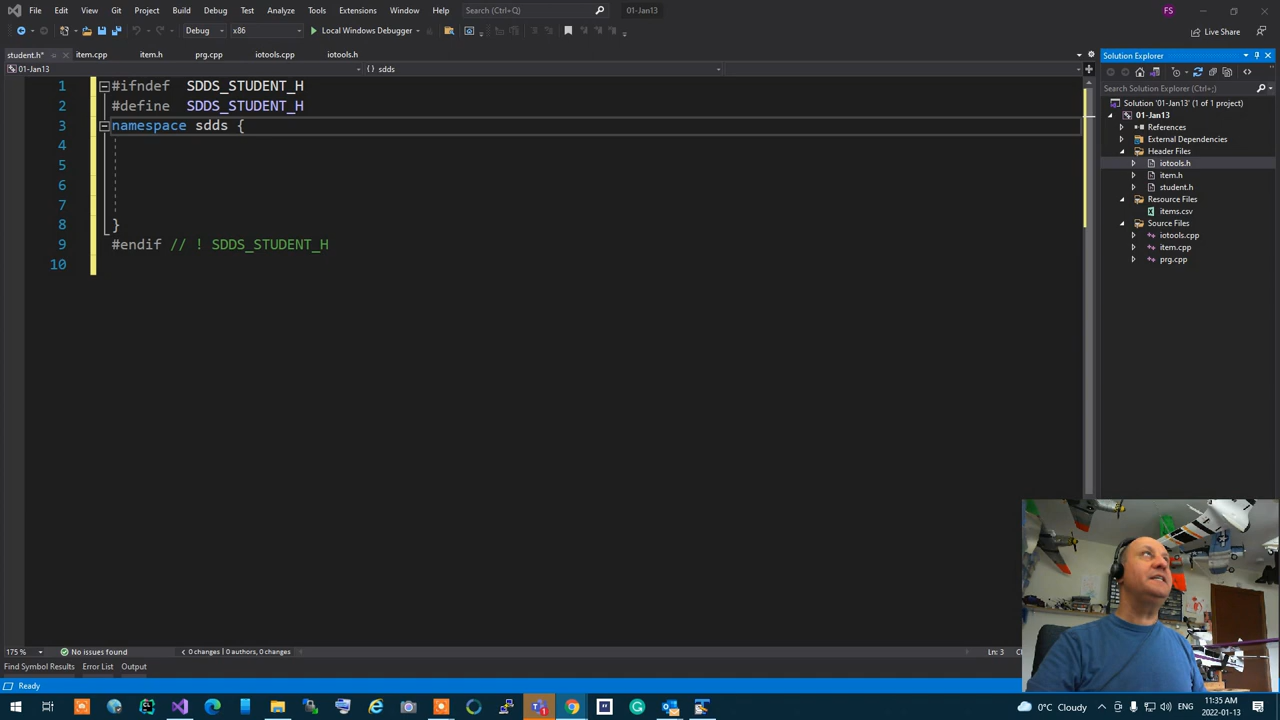 File Edit View Git Project Build Debug Test Analyze Tools Extensions Window Help Search (Ctrl+;) 01-Jan13 FS
Debug x86 Local Windows Debugger Live Share
student.h* item.cpp item.h prg.cpp iotools.cpp iotools.h
01-Jan13 sdds
1 #ifndef SDDS_STUDENT_H
2 #define SDDS_STUDENT_H
3 namespace sdds {
4
5
6
7
8 }
9 #endif // ! SDDS_STUDENT_H
10
Solution Explorer
Search Solution Explorer (Ctrl+;)
Solution '01-Jan13' (1 of 1 project)
01-Jan13
References
External Dependencies
Header Files
iotools.h
item.h
student.h
Resource Files
items.csv
Source Files
iotools.cpp
item.cpp
prg.cpp
175 % No issues found 0 changes | 0 authors, 0 changes Ln: 3
Find Symbol Results Error List Output
Ready
0°C Cloudy ENG 11:35 AM
2022-01-13